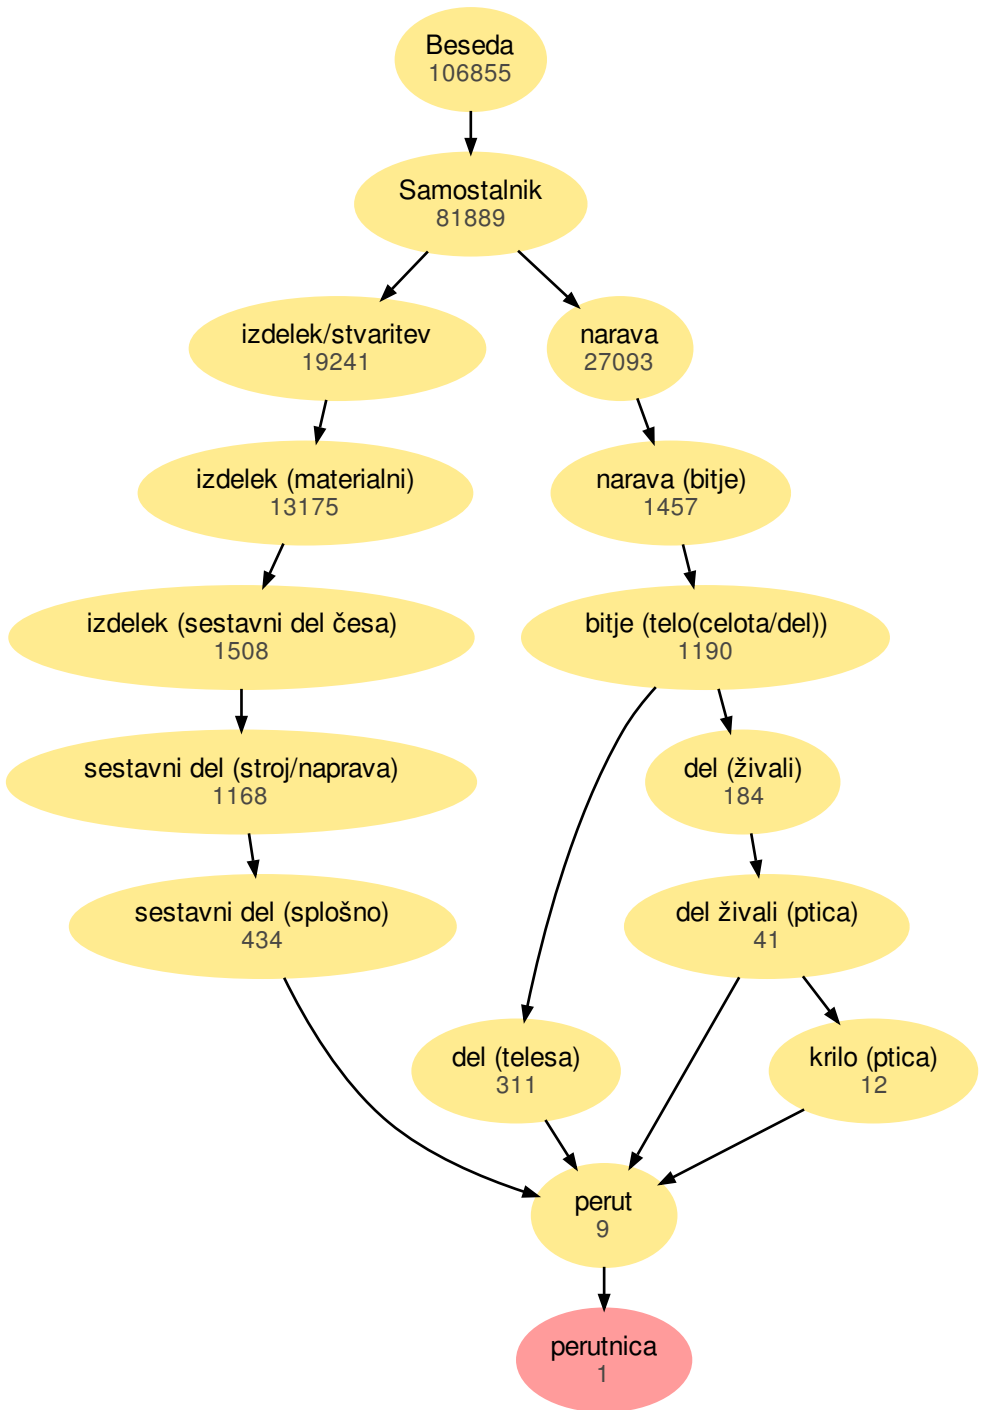 Beseda
106855
Samostalnik
81889
izdelek/stvaritev
19241
narava
27093
izdelek (materialni)
13175
narava (bitje)
1457
izdelek (sestavni del česa)
1508
bitje (telo(celota/del))
1190
sestavni del (stroj/naprava)
1168
del (živali)
184
sestavni del (splošno)
434
del živali (ptica)
41
del (telesa)
311
krilo (ptica)
12
perut
9
perutnica
1